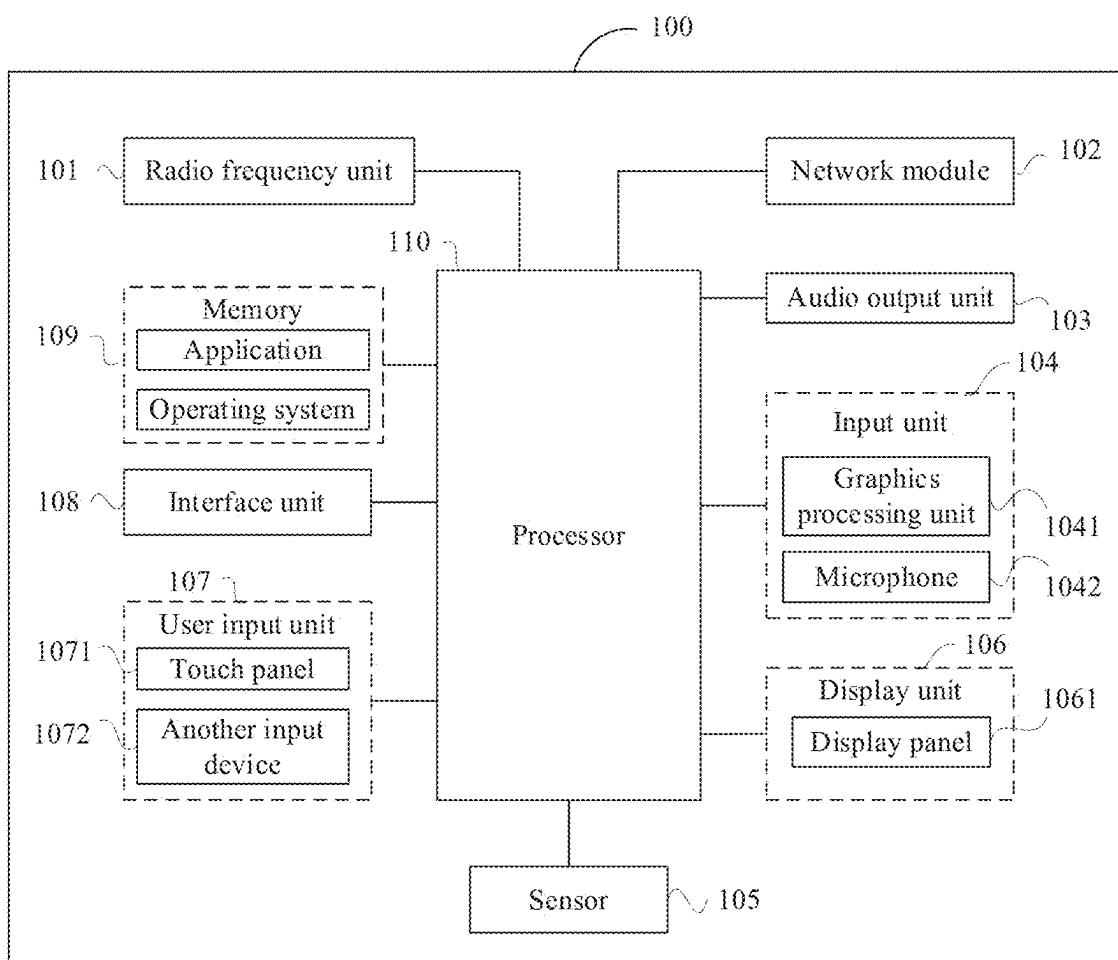 100
101
Radio frequency unit
Network module
102
110
Audio output unit
103
109
Memory
Application
Operating system
104
Input unit
Graphics
processing unit
1041
Microphone
1042
108
Interface unit
Processor
107
User input unit
1071
Touch panel
1072
Another input
device
106
Display unit
1061
Display panel
Sensor
105